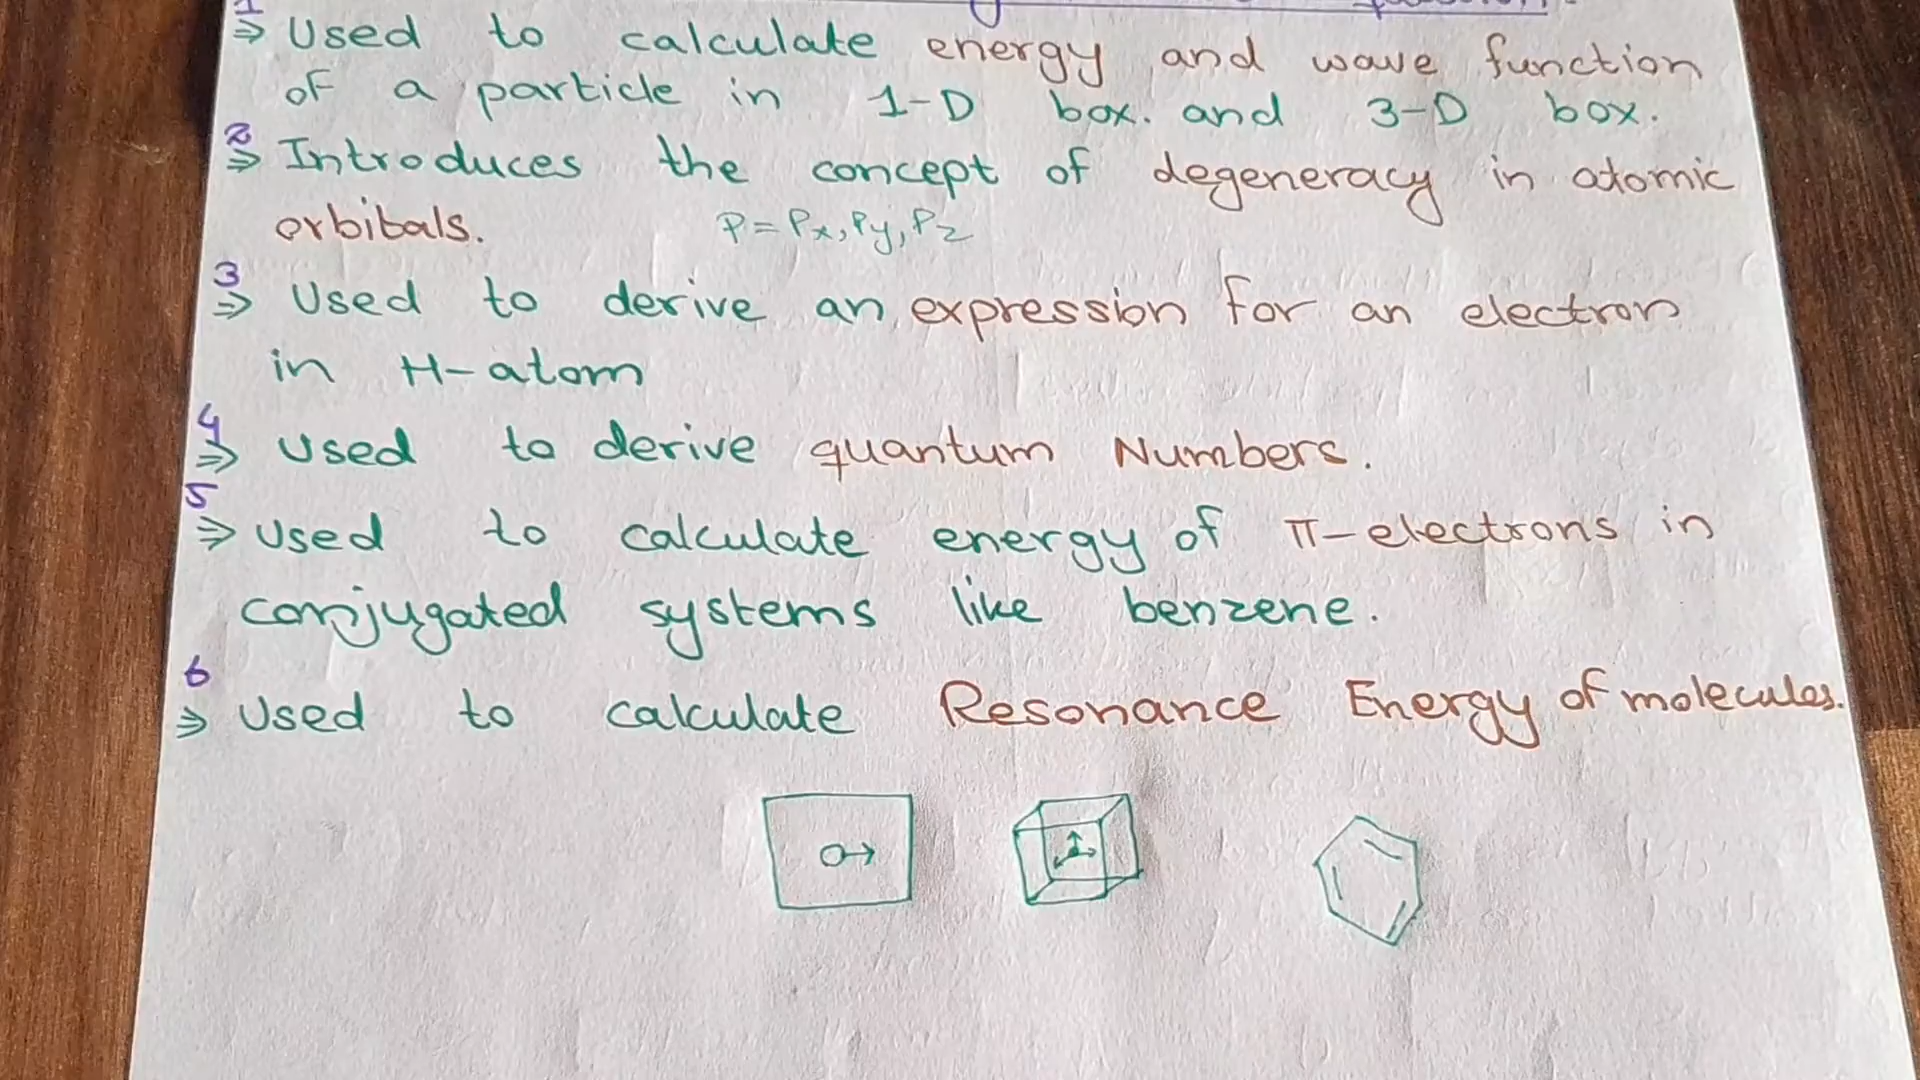 1
⇒ Used to calculate energy and wave function
of a particle in 1-D box. and 3-D box.
2
⇒ Introduces the concept of degeneracy in atomic
orbitals. P = Px, Py, Pz
3
⇒ Used to derive an expression for an electron
in H-atom
4
⇒ Used to derive quantum Numbers.
5
⇒ Used to calculate energy of π-electrons in
conjugated systems like benzene.
6
⇒ Used to calculate Resonance Energy of molecules.